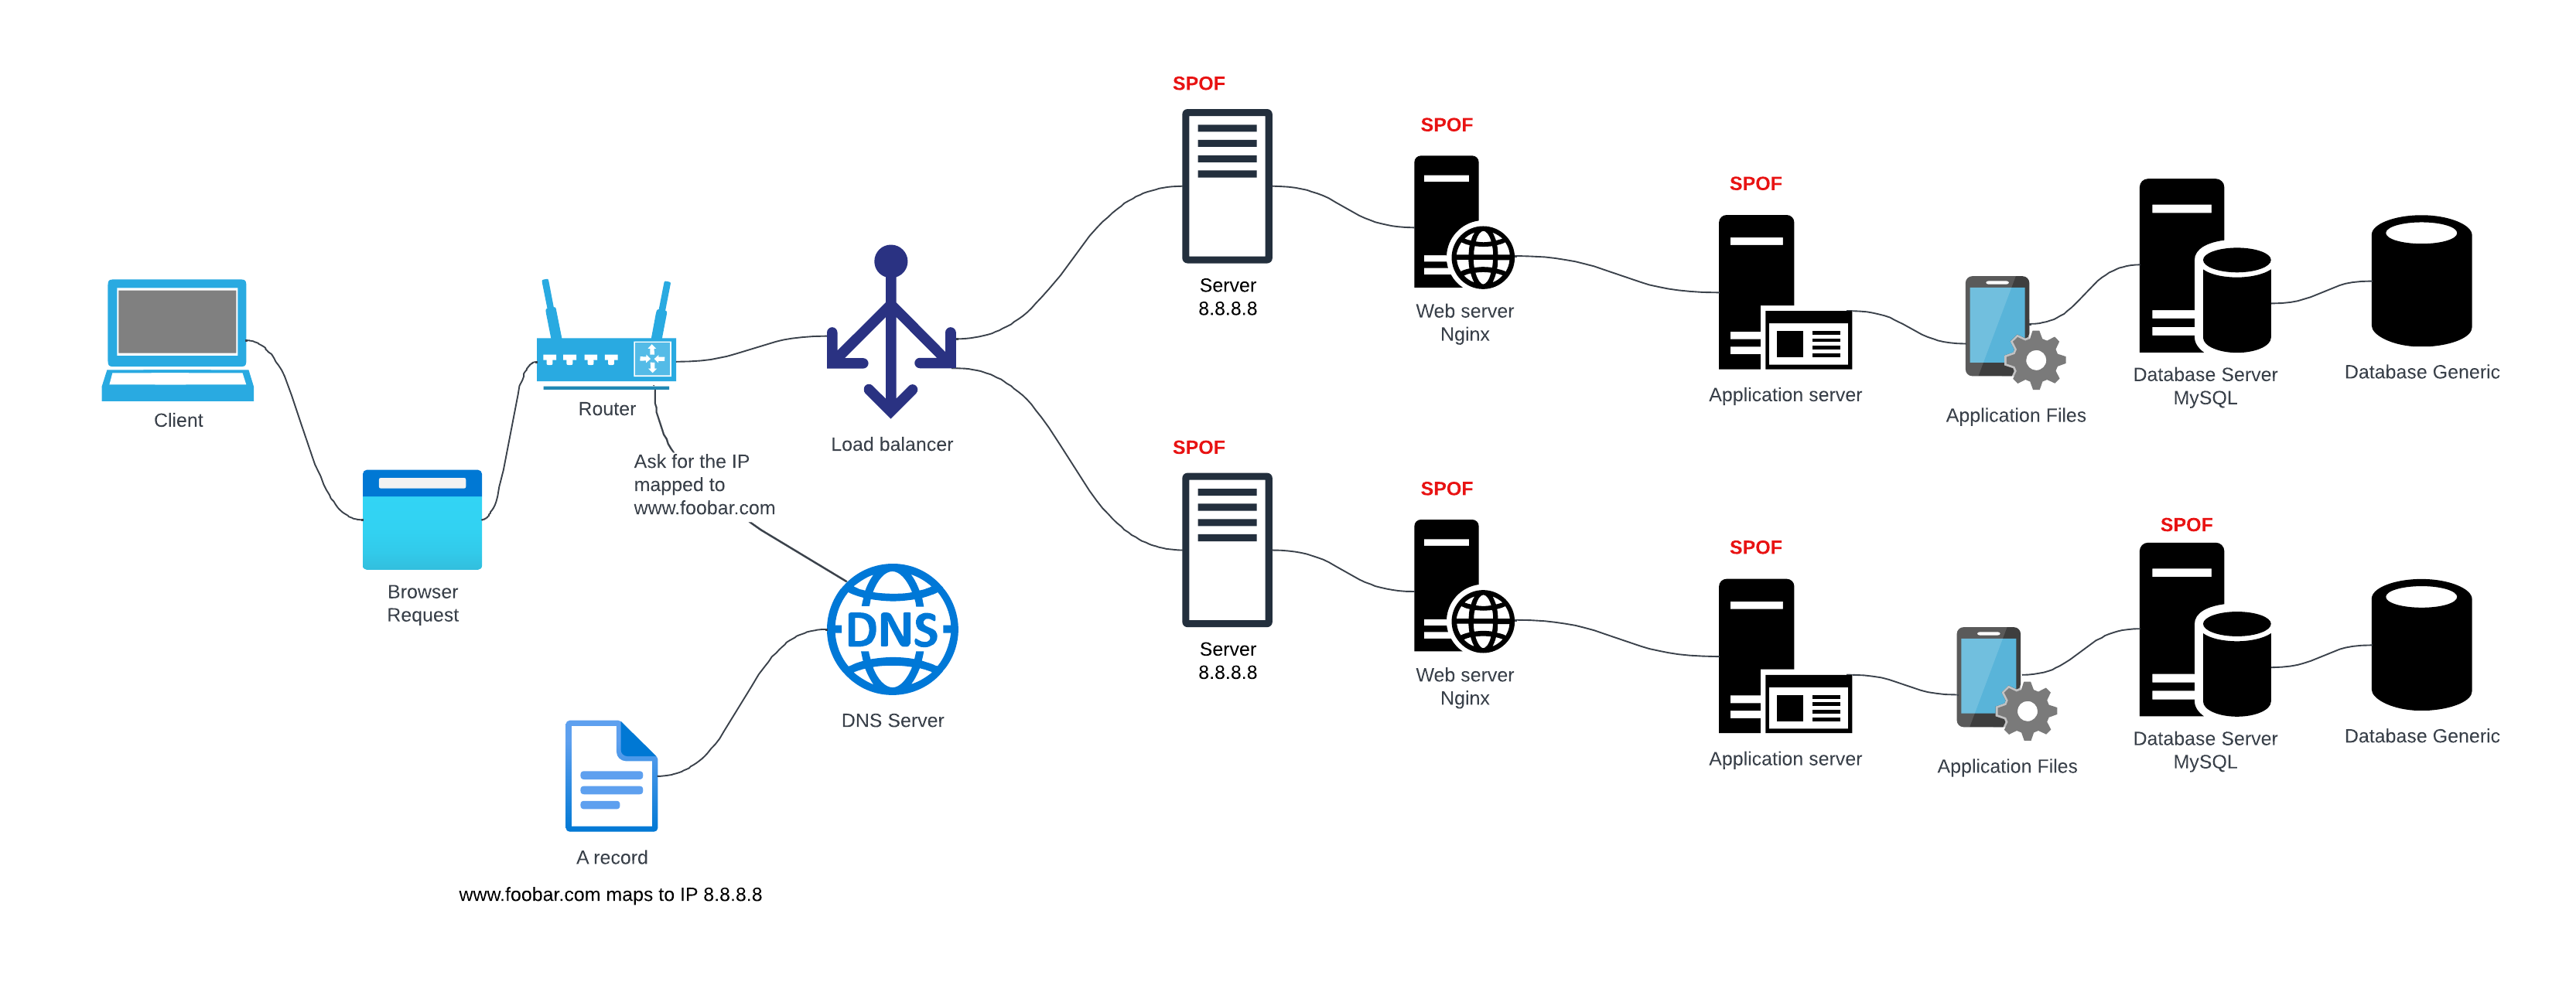 Client
Browser
Request
Router
Ask for the IP
mapped to
www.foobar.com
Load balancer
DNS
DNS Server
A record
www.foobar.com maps to IP 8.8.8.8
SPOF
Server
8.8.8.8
SPOF
Web server
Nginx
SPOF
Application server
Application Files
Database Server
MySQL
Database Generic
SPOF
Server
8.8.8.8
SPOF
Web server
Nginx
SPOF
Application server
Application Files
SPOF
Database Server
MySQL
Database Generic